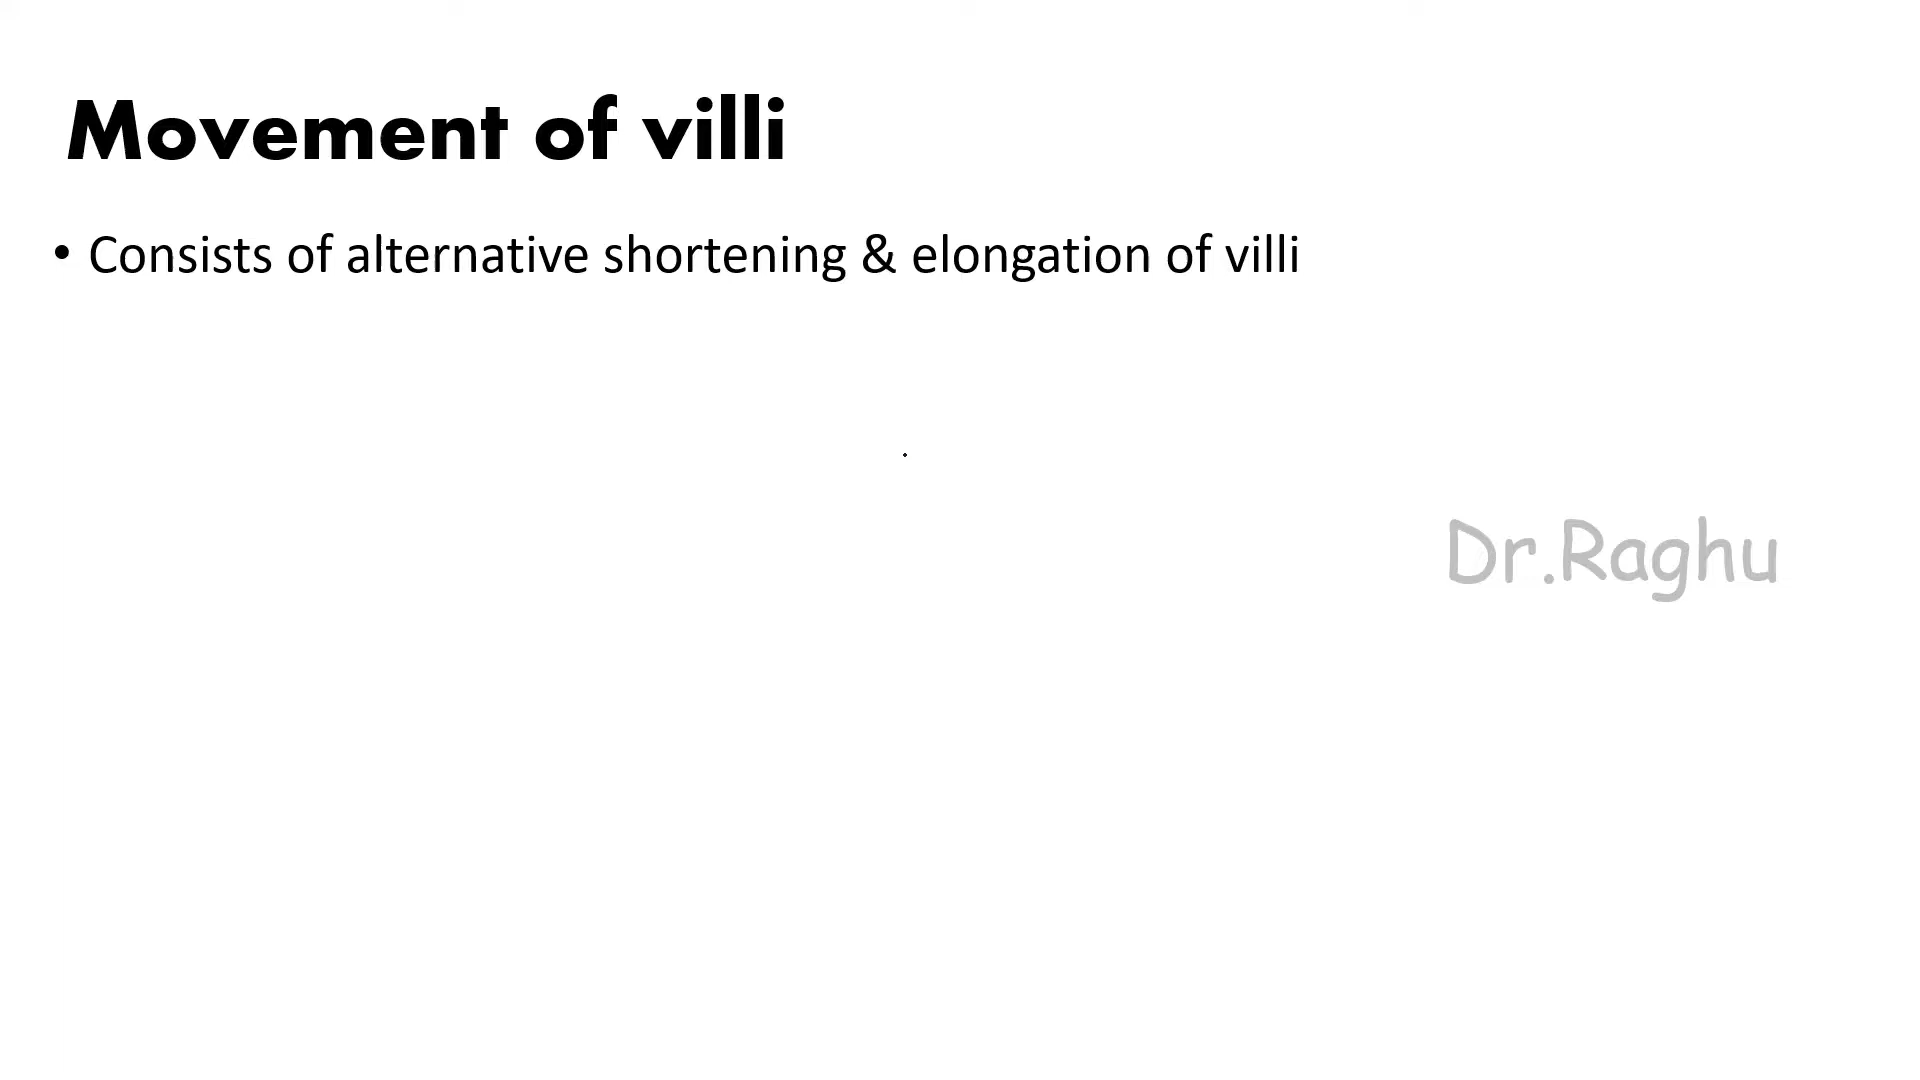 Movement of villi
• Consists of alternative shortening & elongation of villi
Dr.Raghu